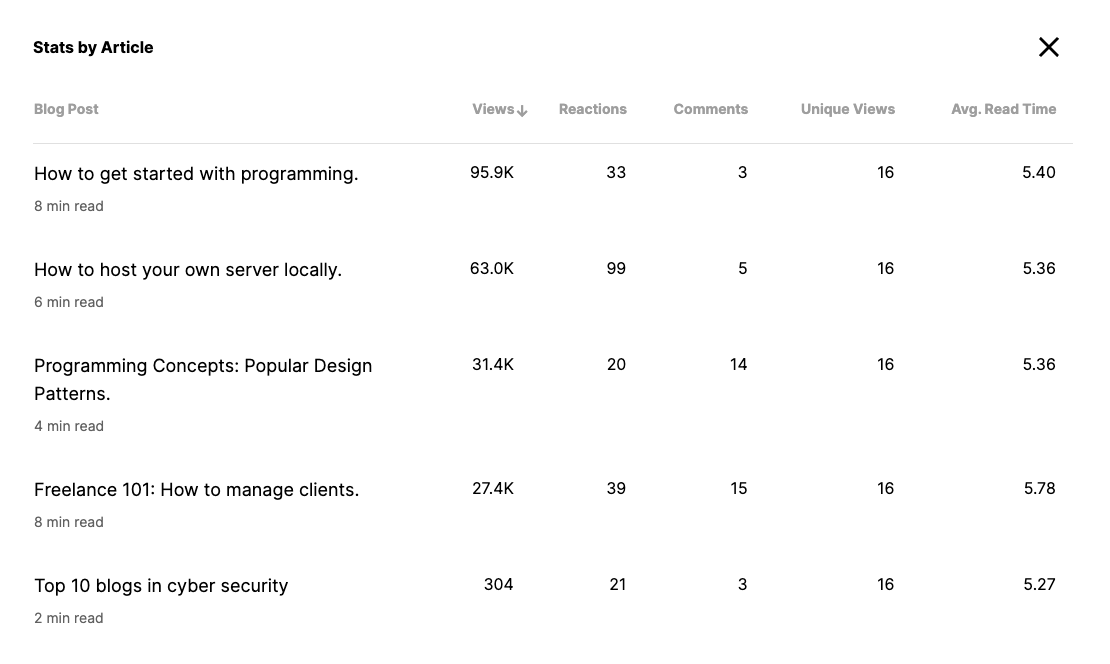 Stats by Article
Blog Post Views Reactions Comments Unique Views Avg. Read Time
How to get started with programming. 95.9K 33 3 16 5.40
8 min read
How to host your own server locally. 63.0K 99 5 16 5.36
6 min read
Programming Concepts: Popular Design 31.4K 20 14 16 5.36
Patterns.
4 min read
Freelance 101: How to manage clients. 27.4K 39 15 16 5.78
8 min read
Top 10 blogs in cyber security 304 21 3 16 5.27
2 min read